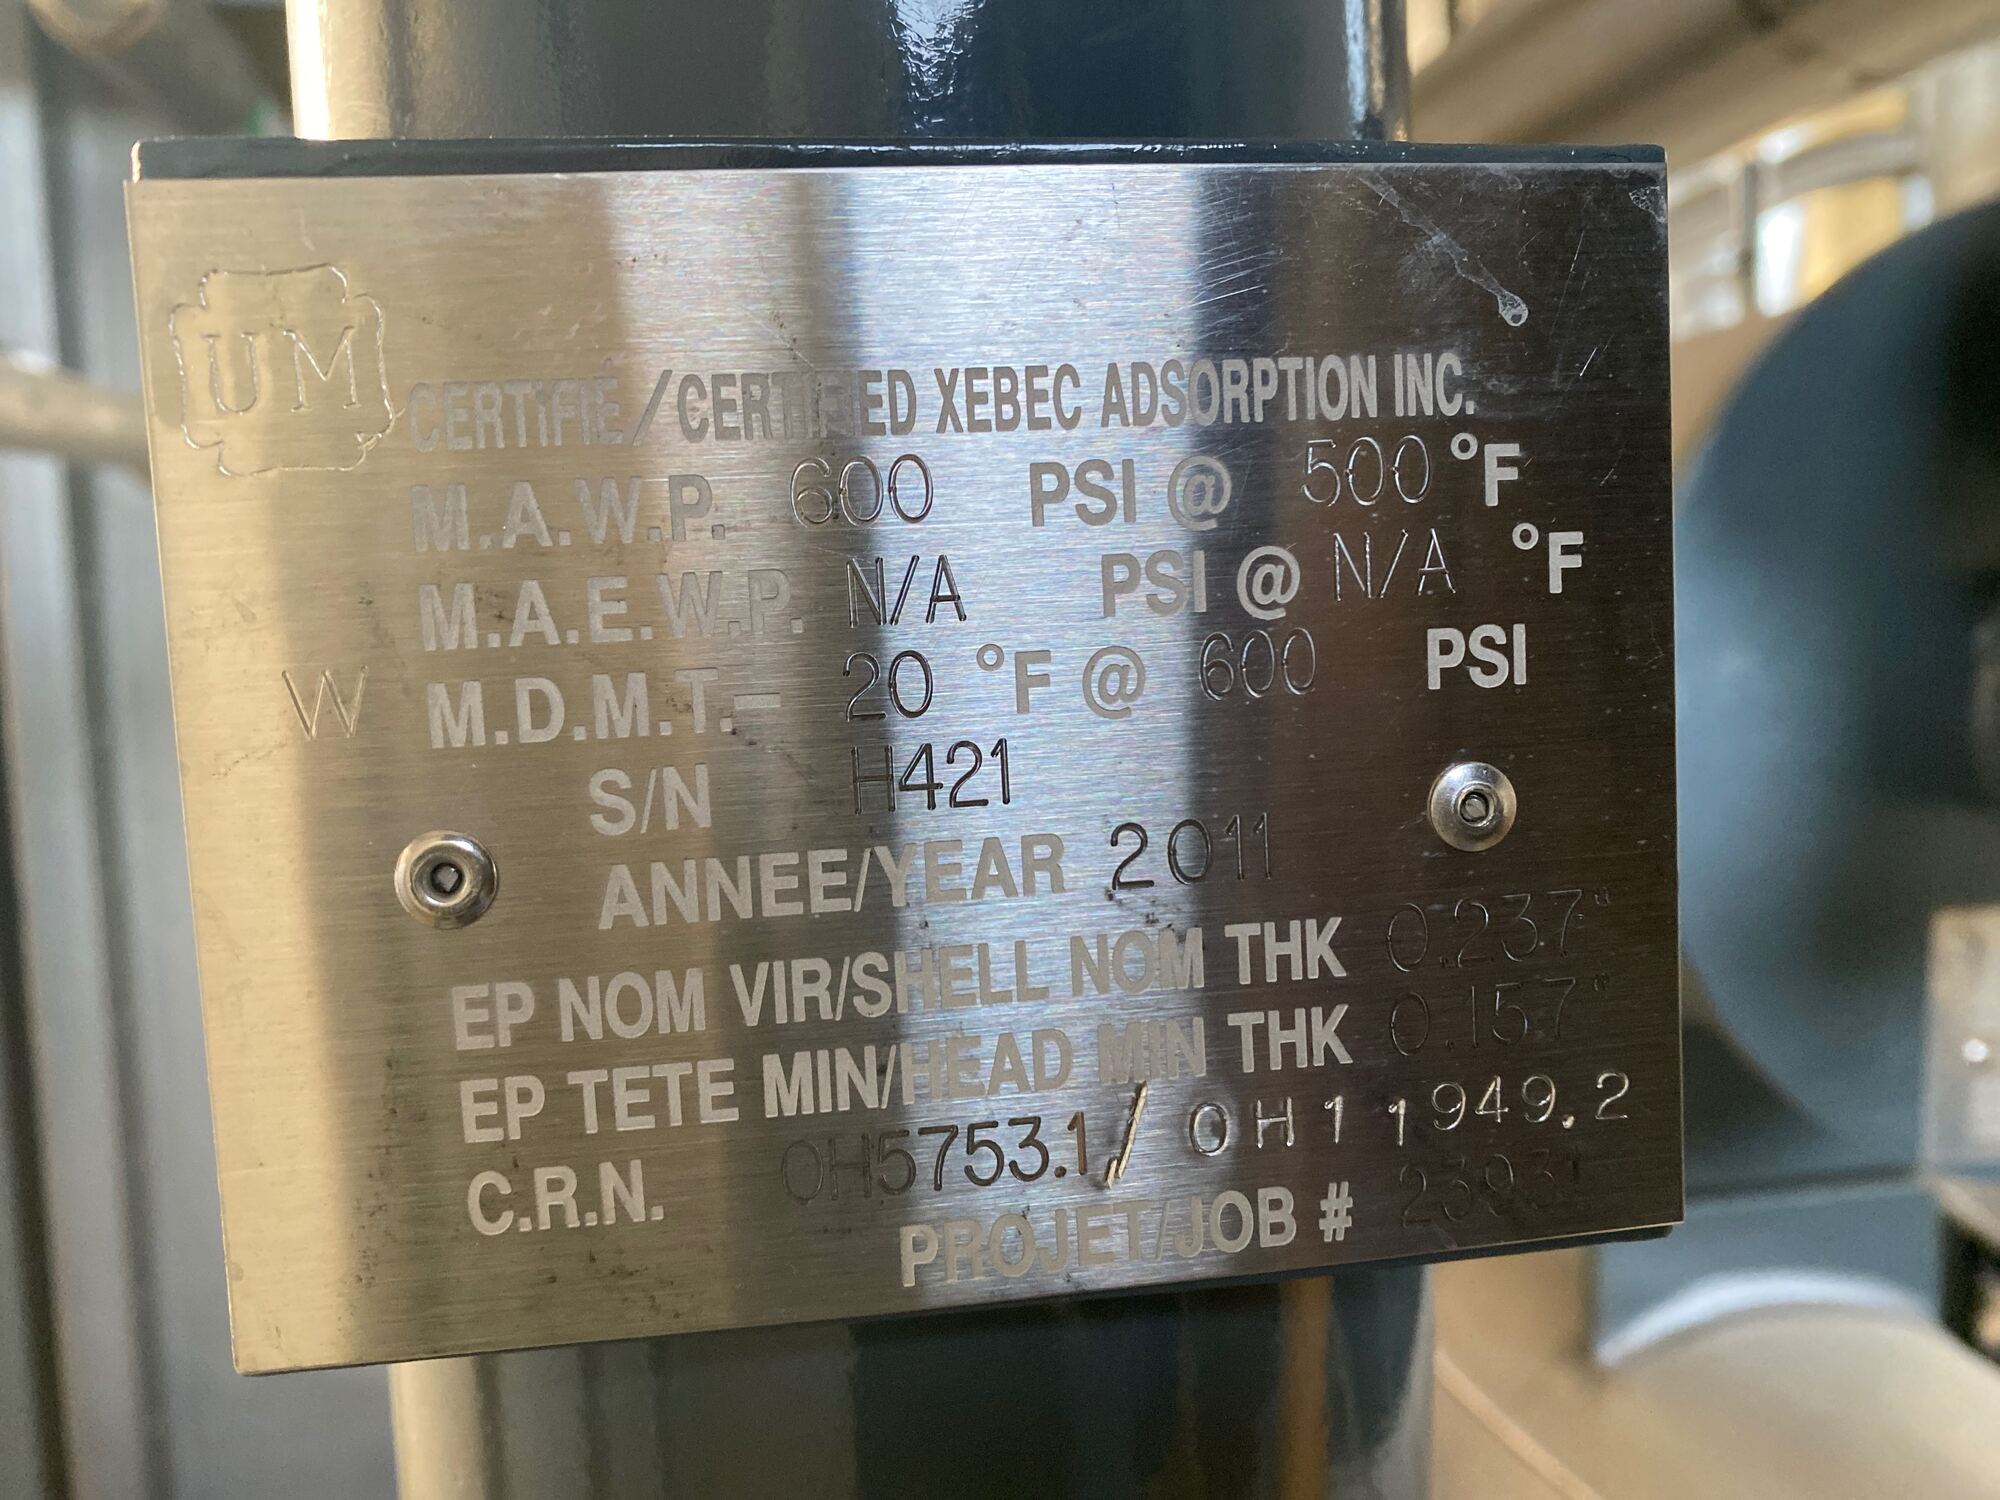 UM
CERTIFIÉ/CERTIFIED XEBEC ADSORPTION INC.
M.A.W.P. 600 PSI @ 500 °F
M.A.E.W.P. N/A PSI @ N/A °F
W M.D.M.T.- 20 °F @ 600 PSI
S/N H421
ANNEE/YEAR 2011
EP NOM VIR/SHELL NOM THK 0.237"
EP TETE MIN/HEAD MIN THK 0.157"
C.R.N. 0H5753.1/ 0H11949.2
PROJET/JOB #